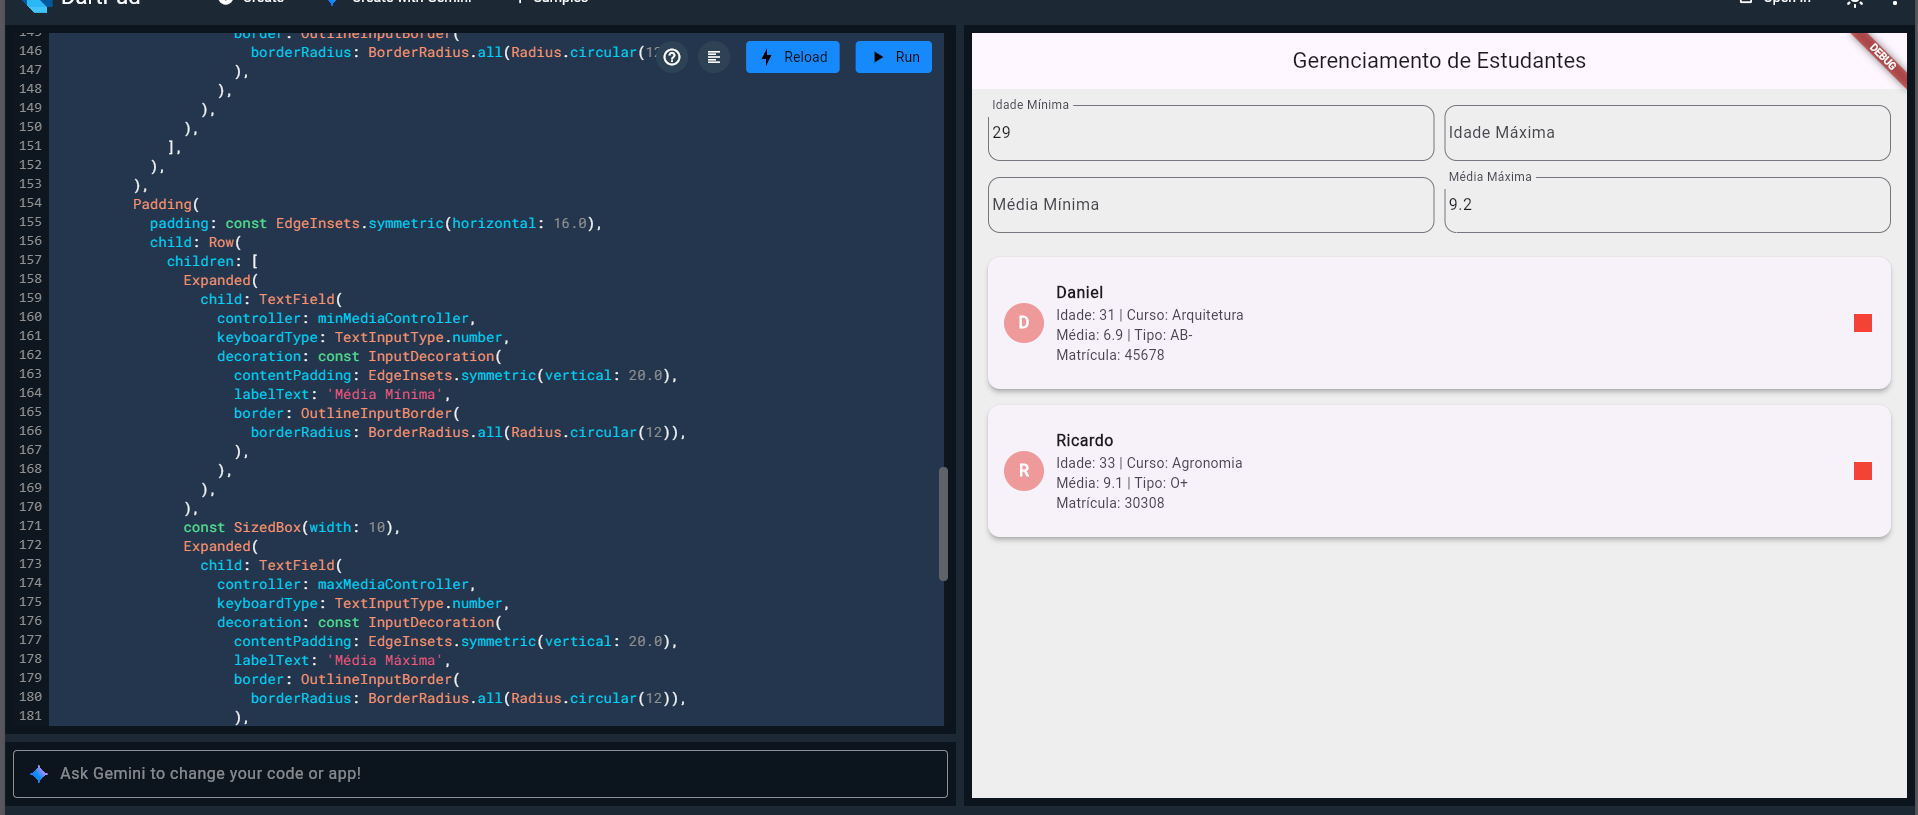 DartPad
Create
Create with Gemini
Samples
Open in
145 border: OutlineInputBorder(
146 borderRadius: BorderRadius.all(Radius.circular(12
147 ),
148 ),
149 ),
150 ),
151 ],
152 ),
153 ),
154 Padding(
155 padding: const EdgeInsets.symmetric(horizontal: 16.0),
156 child: Row(
157 children: [
158 Expanded(
159 child: TextField(
160 controller: minMediaController,
161 keyboardType: TextInputType.number,
162 decoration: const InputDecoration(
163 contentPadding: EdgeInsets.symmetric(vertical: 20.0),
164 labelText: 'Média Mínima',
165 border: OutlineInputBorder(
166 borderRadius: BorderRadius.all(Radius.circular(12)),
167 ),
168 ),
169 ),
170 ),
171 const SizedBox(width: 10),
172 Expanded(
173 child: TextField(
174 controller: maxMediaController,
175 keyboardType: TextInputType.number,
176 decoration: const InputDecoration(
177 contentPadding: EdgeInsets.symmetric(vertical: 20.0),
178 labelText: 'Média Máxima',
179 border: OutlineInputBorder(
180 borderRadius: BorderRadius.all(Radius.circular(12)),
181 ),
Reload
Run
Ask Gemini to change your code or app!
Gerenciamento de Estudantes
DEBUG
Idade Mínima
29
Idade Máxima
Média Mínima
Média Máxima
9.2
D
Daniel
Idade: 31 | Curso: Arquitetura
Média: 6.9 | Tipo: AB-
Matrícula: 45678
R
Ricardo
Idade: 33 | Curso: Agronomia
Média: 9.1 | Tipo: O+
Matrícula: 30308